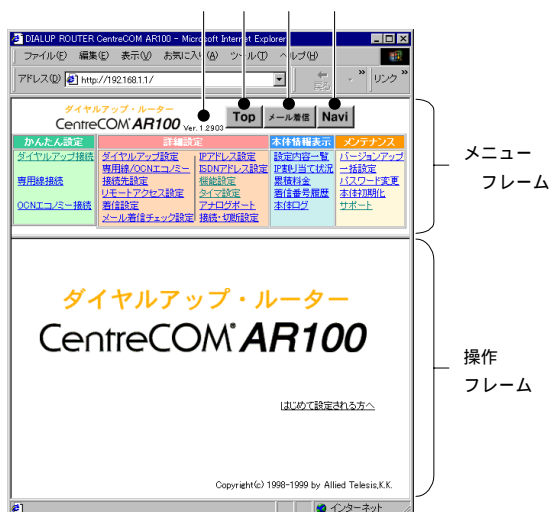 DIALUP ROUTER CentreCOM AR100 - Microsoft Internet Explorer
ファイル(F) 編集(E) 表示(V) お気に入り(A) ツール(T) ヘルプ(H)
アドレス(D) http://192.168.1.1/ 戻る » リンク »
ダイヤルアップ・ルーター
CentreCOM AR100 Ver. 1.2903 Top メール着信 Navi
かんたん設定 詳細設定 本体情報表示 メンテナンス
ダイヤルアップ接続 ダイヤルアップ設定 IPアドレス設定 設定内容一覧 バージョンアップ
専用線/OCNエコノミー ISDNアドレス設定 IP割り当て状況 一括設定
専用線接続 接続先設定 機能設定 累積料金 パスワード変更
リモートアクセス設定 タイマ設定 着信番号履歴 本体初期化
OCNエコノミー接続 着信設定 アナログポート 本体ログ サポート
メール着信チェック設定 接続・切断設定
メニュー
フレーム
ダイヤルアップ・ルーター
CentreCOM AR100
はじめて設定される方へ
Copyright(c) 1998-1999 by Allied Telesis,K.K.
インターネット
操作
フレーム